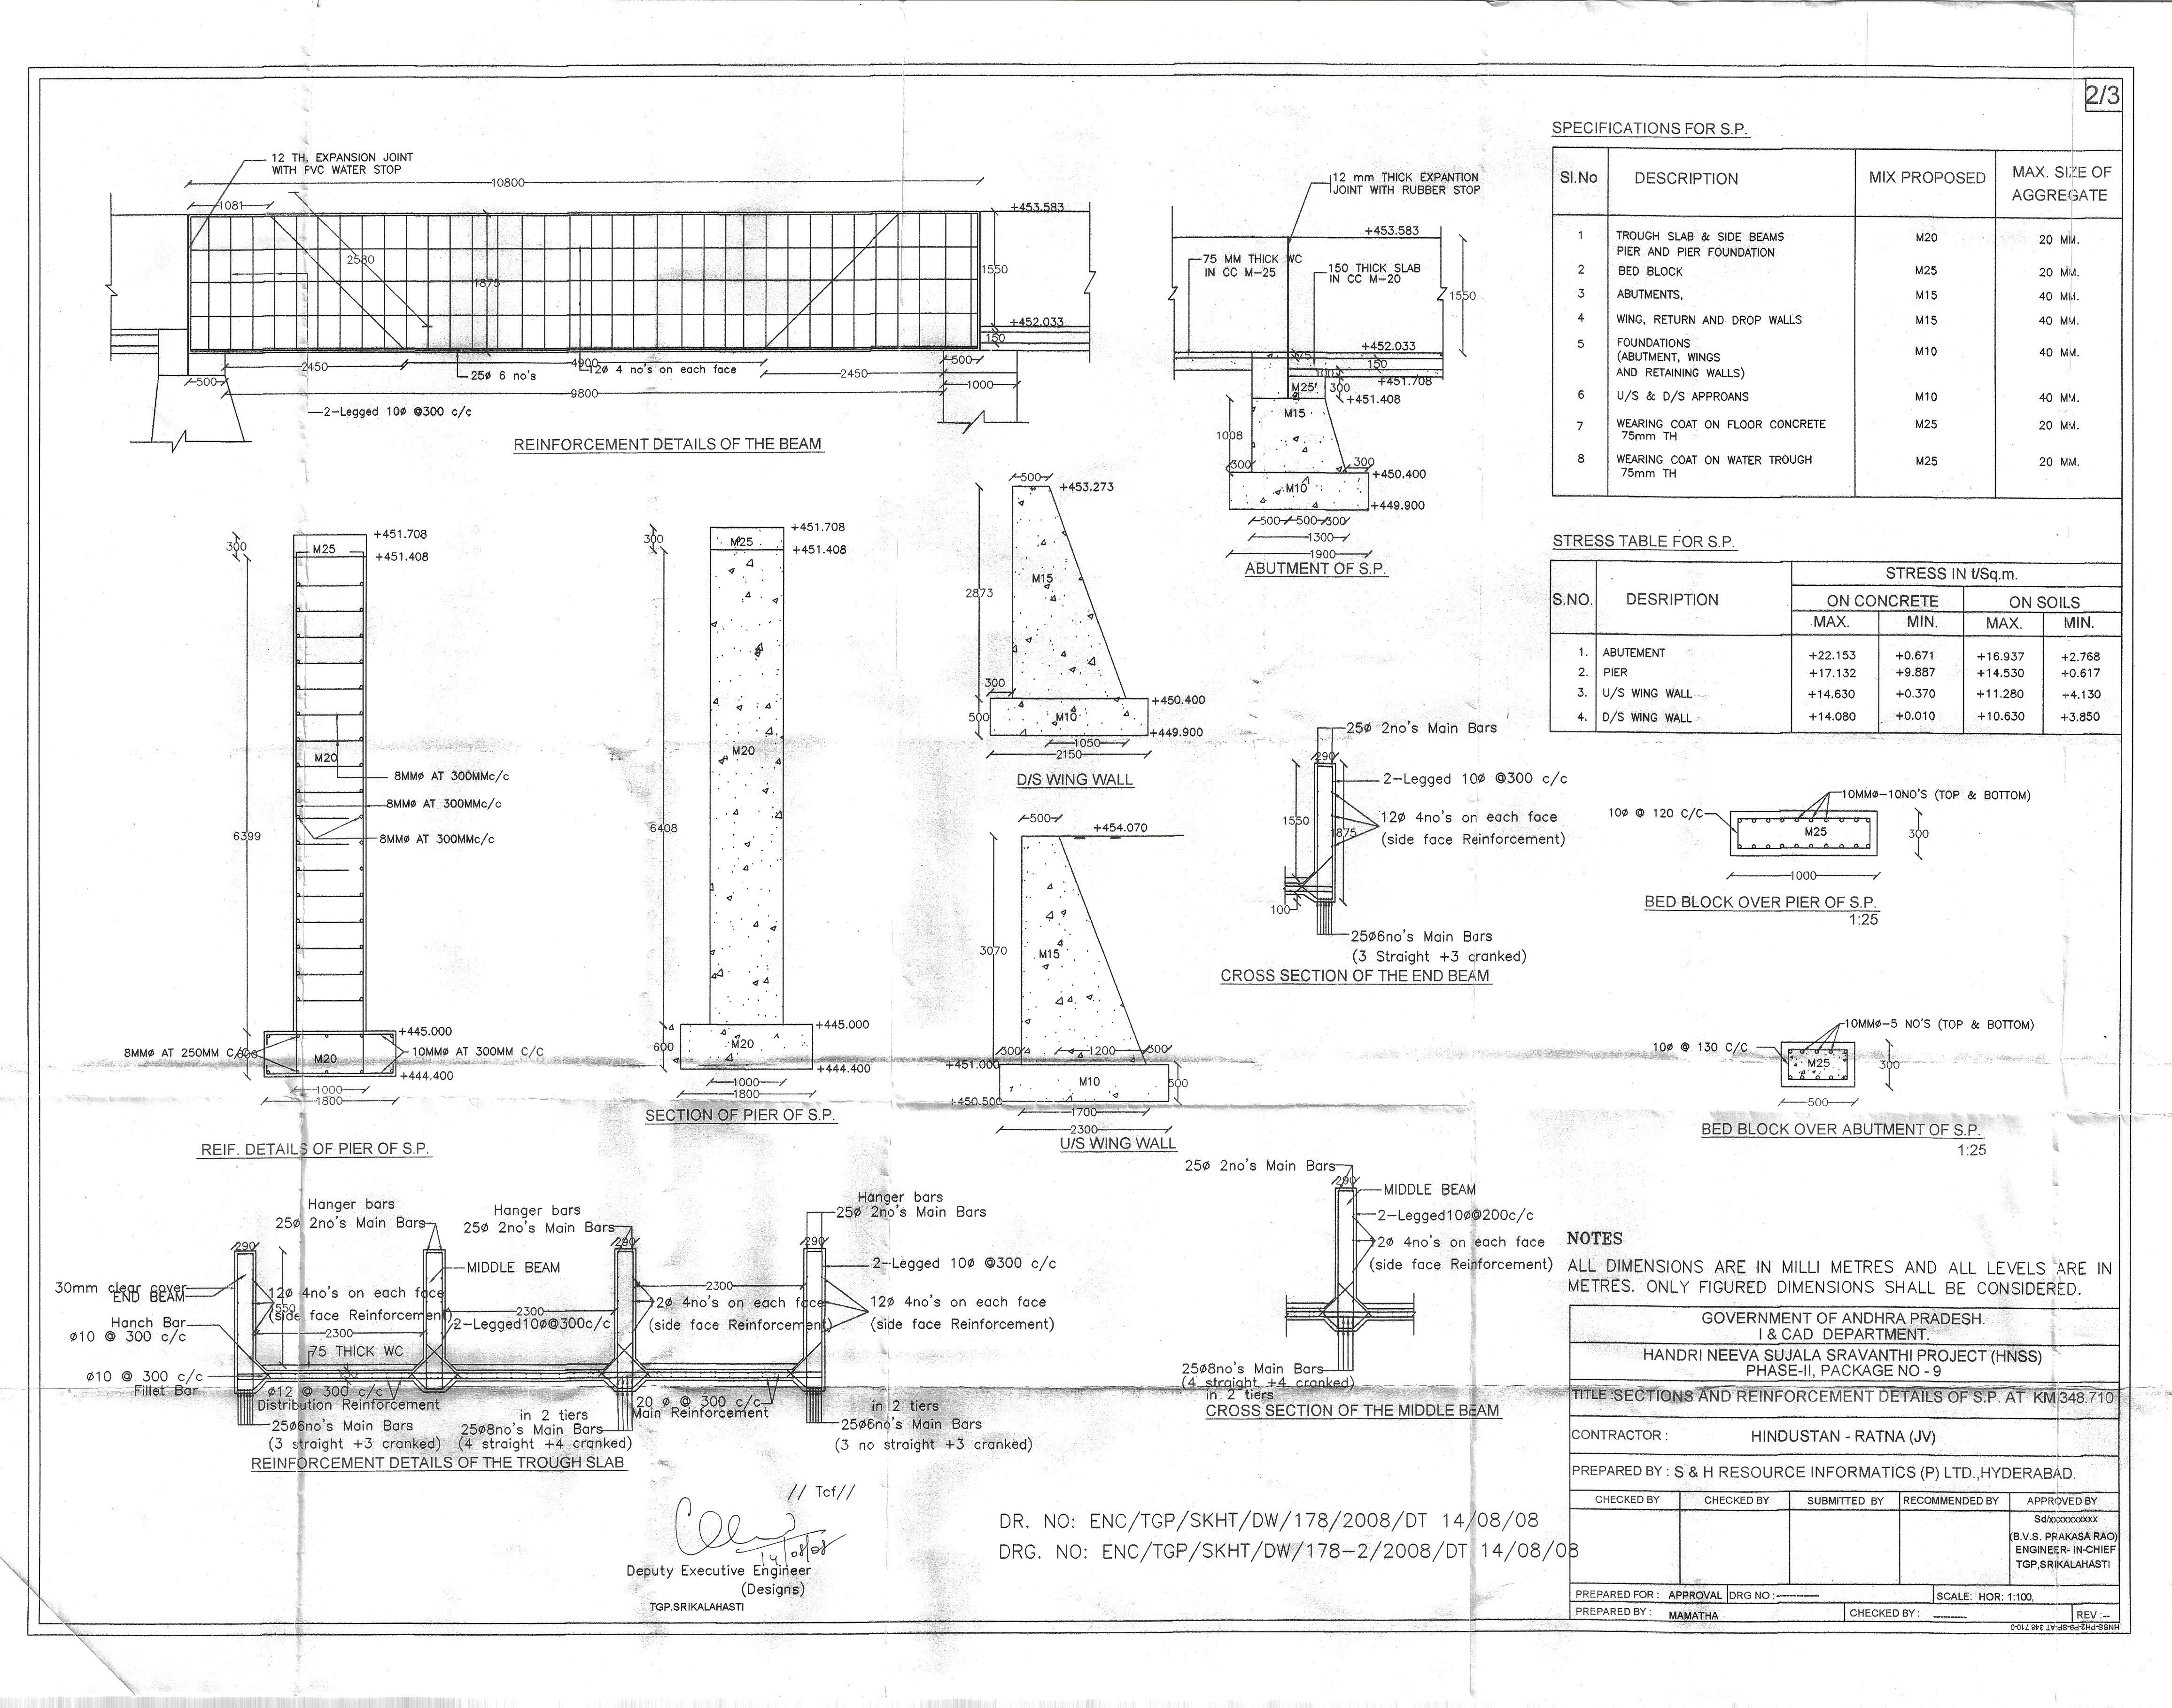 2/3
12 TH. EXPANSION JOINT
WITH PVC WATER STOP
10800
1081
2580
1875
+453.583
1550
+452.033
150
500
2450
4900
12ø 4 no's on each face
25ø 6 no's
2450
500
1000
9800
2-Legged 10ø @300 c/c
REINFORCEMENT DETAILS OF THE BEAM
12 mm THICK EXPANTION
JOINT WITH RUBBER STOP
+453.583
75 MM THICK WC
IN CC M-25
150 THICK SLAB
IN CC M-20
1550
+452.033
75
150
100
+451.708
M25
300
+451.408
M15
1008
300
300
+450.400
M10
+449.900
500
500
300
1300
1900
ABUTMENT OF S.P.
SPECIFICATIONS FOR S.P.
SI.No DESCRIPTION MIX PROPOSED MAX. SIZE OF
AGGREGATE
1 TROUGH SLAB & SIDE BEAMS M20 20 MM.
PIER AND PIER FOUNDATION
2 BED BLOCK M25 20 MM.
3 ABUTMENTS, M15 40 MM.
4 WING, RETURN AND DROP WALLS M15 40 MM.
5 FOUNDATIONS M10 40 MM.
(ABUTMENT, WINGS
AND RETAINING WALLS)
6 U/S & D/S APPROANS M10 40 MM.
7 WEARING COAT ON FLOOR CONCRETE M25 20 MM.
75mm TH
8 WEARING COAT ON WATER TROUGH M25 20 MM.
75mm TH
STRESS TABLE FOR S.P.
S.NO. DESRIPTION STRESS IN t/Sq.m.
ON CONCRETE ON SOILS
MAX. MIN. MAX. MIN.
1. ABUTEMENT +22.153 +0.671 +16.937 +2.768
2. PIER +17.132 +9.887 +14.530 +0.617
3. U/S WING WALL +14.630 +0.370 +11.280 +4.130
4. D/S WING WALL +14.080 +0.010 +10.630 +3.850
300
+451.708
M25
+451.408
M20
8MMø AT 300MMc/c
8MMø AT 300MMc/c
8MMø AT 300MMc/c
6399
+445.000
8MMø AT 250MM C/C
600
10MMø AT 300MM C/C
M20
+444.400
1000
1800
REIF. DETAILS OF PIER OF S.P.
300
+451.708
M25
+451.408
M20
6408
+445.000
600
M20
+444.400
1000
1800
SECTION OF PIER OF S.P.
500
+453.273
M15
2873
300
+450.400
500
M10
+449.900
1050
2150
D/S WING WALL
500
+454.070
3070
M15
300
1200
500
+451.000
M10
500
+450.500
1700
2300
U/S WING WALL
25ø 2no's Main Bars
290
2-Legged 10ø @300 c/c
12ø 4no's on each face
(side face Reinforcement)
1550
1875
100
25ø6no's Main Bars
(3 Straight +3 cranked)
CROSS SECTION OF THE END BEAM
10MMø-10NO'S (TOP & BOTTOM)
10ø @ 120 C/C
M25
300
1000
BED BLOCK OVER PIER OF S.P.
1:25
10MMø-5 NO'S (TOP & BOTTOM)
10ø @ 130 C/C
M25
300
500
BED BLOCK OVER ABUTMENT OF S.P.
1:25
Hanger bars
25ø 2no's Main Bars
Hanger bars
25ø 2no's Main Bars
Hanger bars
25ø 2no's Main Bars
290
290
290
MIDDLE BEAM
2-Legged 10ø @300 c/c
30mm clear cover
END BEAM
12ø 4no's on each face
(side face Reinforcement)
1550
2300
2300
2300
2-Legged10ø@300c/c
12ø 4no's on each face
(side face Reinforcement)
12ø 4no's on each face
(side face Reinforcement)
Hanch Bar
ø10 @ 300 c/c
75 THICK WC
ø10 @ 300 c/c
Fillet Bar
ø12 @ 300 c/c
Distribution Reinforcement
20 ø @ 300 c/c
Main Reinforcement
25ø6no's Main Bars
(3 straight +3 cranked)
in 2 tiers
25ø8no's Main Bars
(4 straight +4 cranked)
in 2 tiers
25ø6no's Main Bars
(3 no straight +3 cranked)
REINFORCEMENT DETAILS OF THE TROUGH SLAB
25ø 2no's Main Bars
290
MIDDLE BEAM
2-Legged10ø@200c/c
12ø 4no's on each face
(side face Reinforcement)
25ø8no's Main Bars
(4 straight +4 cranked)
in 2 tiers
CROSS SECTION OF THE MIDDLE BEAM
// Tcf//
14/08/08
Deputy Executive Engineer
(Designs)
TGP,SRIKALAHASTI
DR. NO: ENC/TGP/SKHT/DW/178/2008/DT 14/08/08
DRG. NO: ENC/TGP/SKHT/DW/178-2/2008/DT 14/08/08
NOTES
ALL DIMENSIONS ARE IN MILLI METRES AND ALL LEVELS ARE IN
METRES. ONLY FIGURED DIMENSIONS SHALL BE CONSIDERED.
GOVERNMENT OF ANDHRA PRADESH.
I & CAD DEPARTMENT.
HANDRI NEEVA SUJALA SRAVANTHI PROJECT (HNSS)
PHASE-II, PACKAGE NO - 9
TITLE :SECTIONS AND REINFORCEMENT DETAILS OF S.P. AT KM 348.710
CONTRACTOR : HINDUSTAN - RATNA (JV)
PREPARED BY : S & H RESOURCE INFORMATICS (P) LTD.,HYDERABAD.
CHECKED BY CHECKED BY SUBMITTED BY RECOMMENDED BY APPROVED BY
Sd/xxxxxxxxxx
(B.V.S. PRAKASA RAO)
ENGINEER- IN-CHIEF
TGP,SRIKALAHASTI
PREPARED FOR : APPROVAL DRG NO :---------- SCALE: HOR: 1:100,
PREPARED BY : MAMATHA CHECKED BY : -------- REV :--
HNSS-PH2-P9-SP-AT 348.710-0